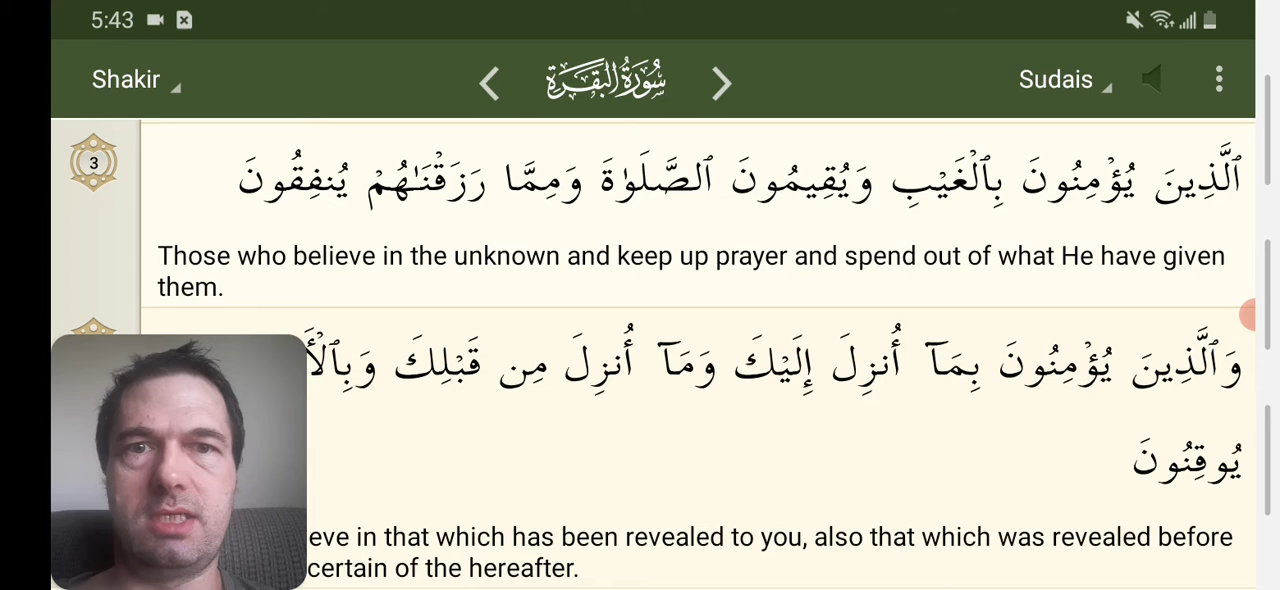 5:43
Shakir
سُورَةُ البَقَرَةِ
Sudais
3
ٱلَّذِينَ يُؤْمِنُونَ بِٱلْغَيْبِ وَيُقِيمُونَ ٱلصَّلَوٰةَ وَمِمَّا رَزَقْنَـٰهُمْ يُنفِقُونَ
Those who believe in the unknown and keep up prayer and spend out of what He have given
them.
وَٱلَّذِينَ يُؤْمِنُونَ بِمَآ أُنزِلَ إِلَيْكَ وَمَآ أُنزِلَ مِن قَبْلِكَ
يُوقِنُونَ
in that which has been revealed to you, also that which was revealed before
certain of the hereafter.